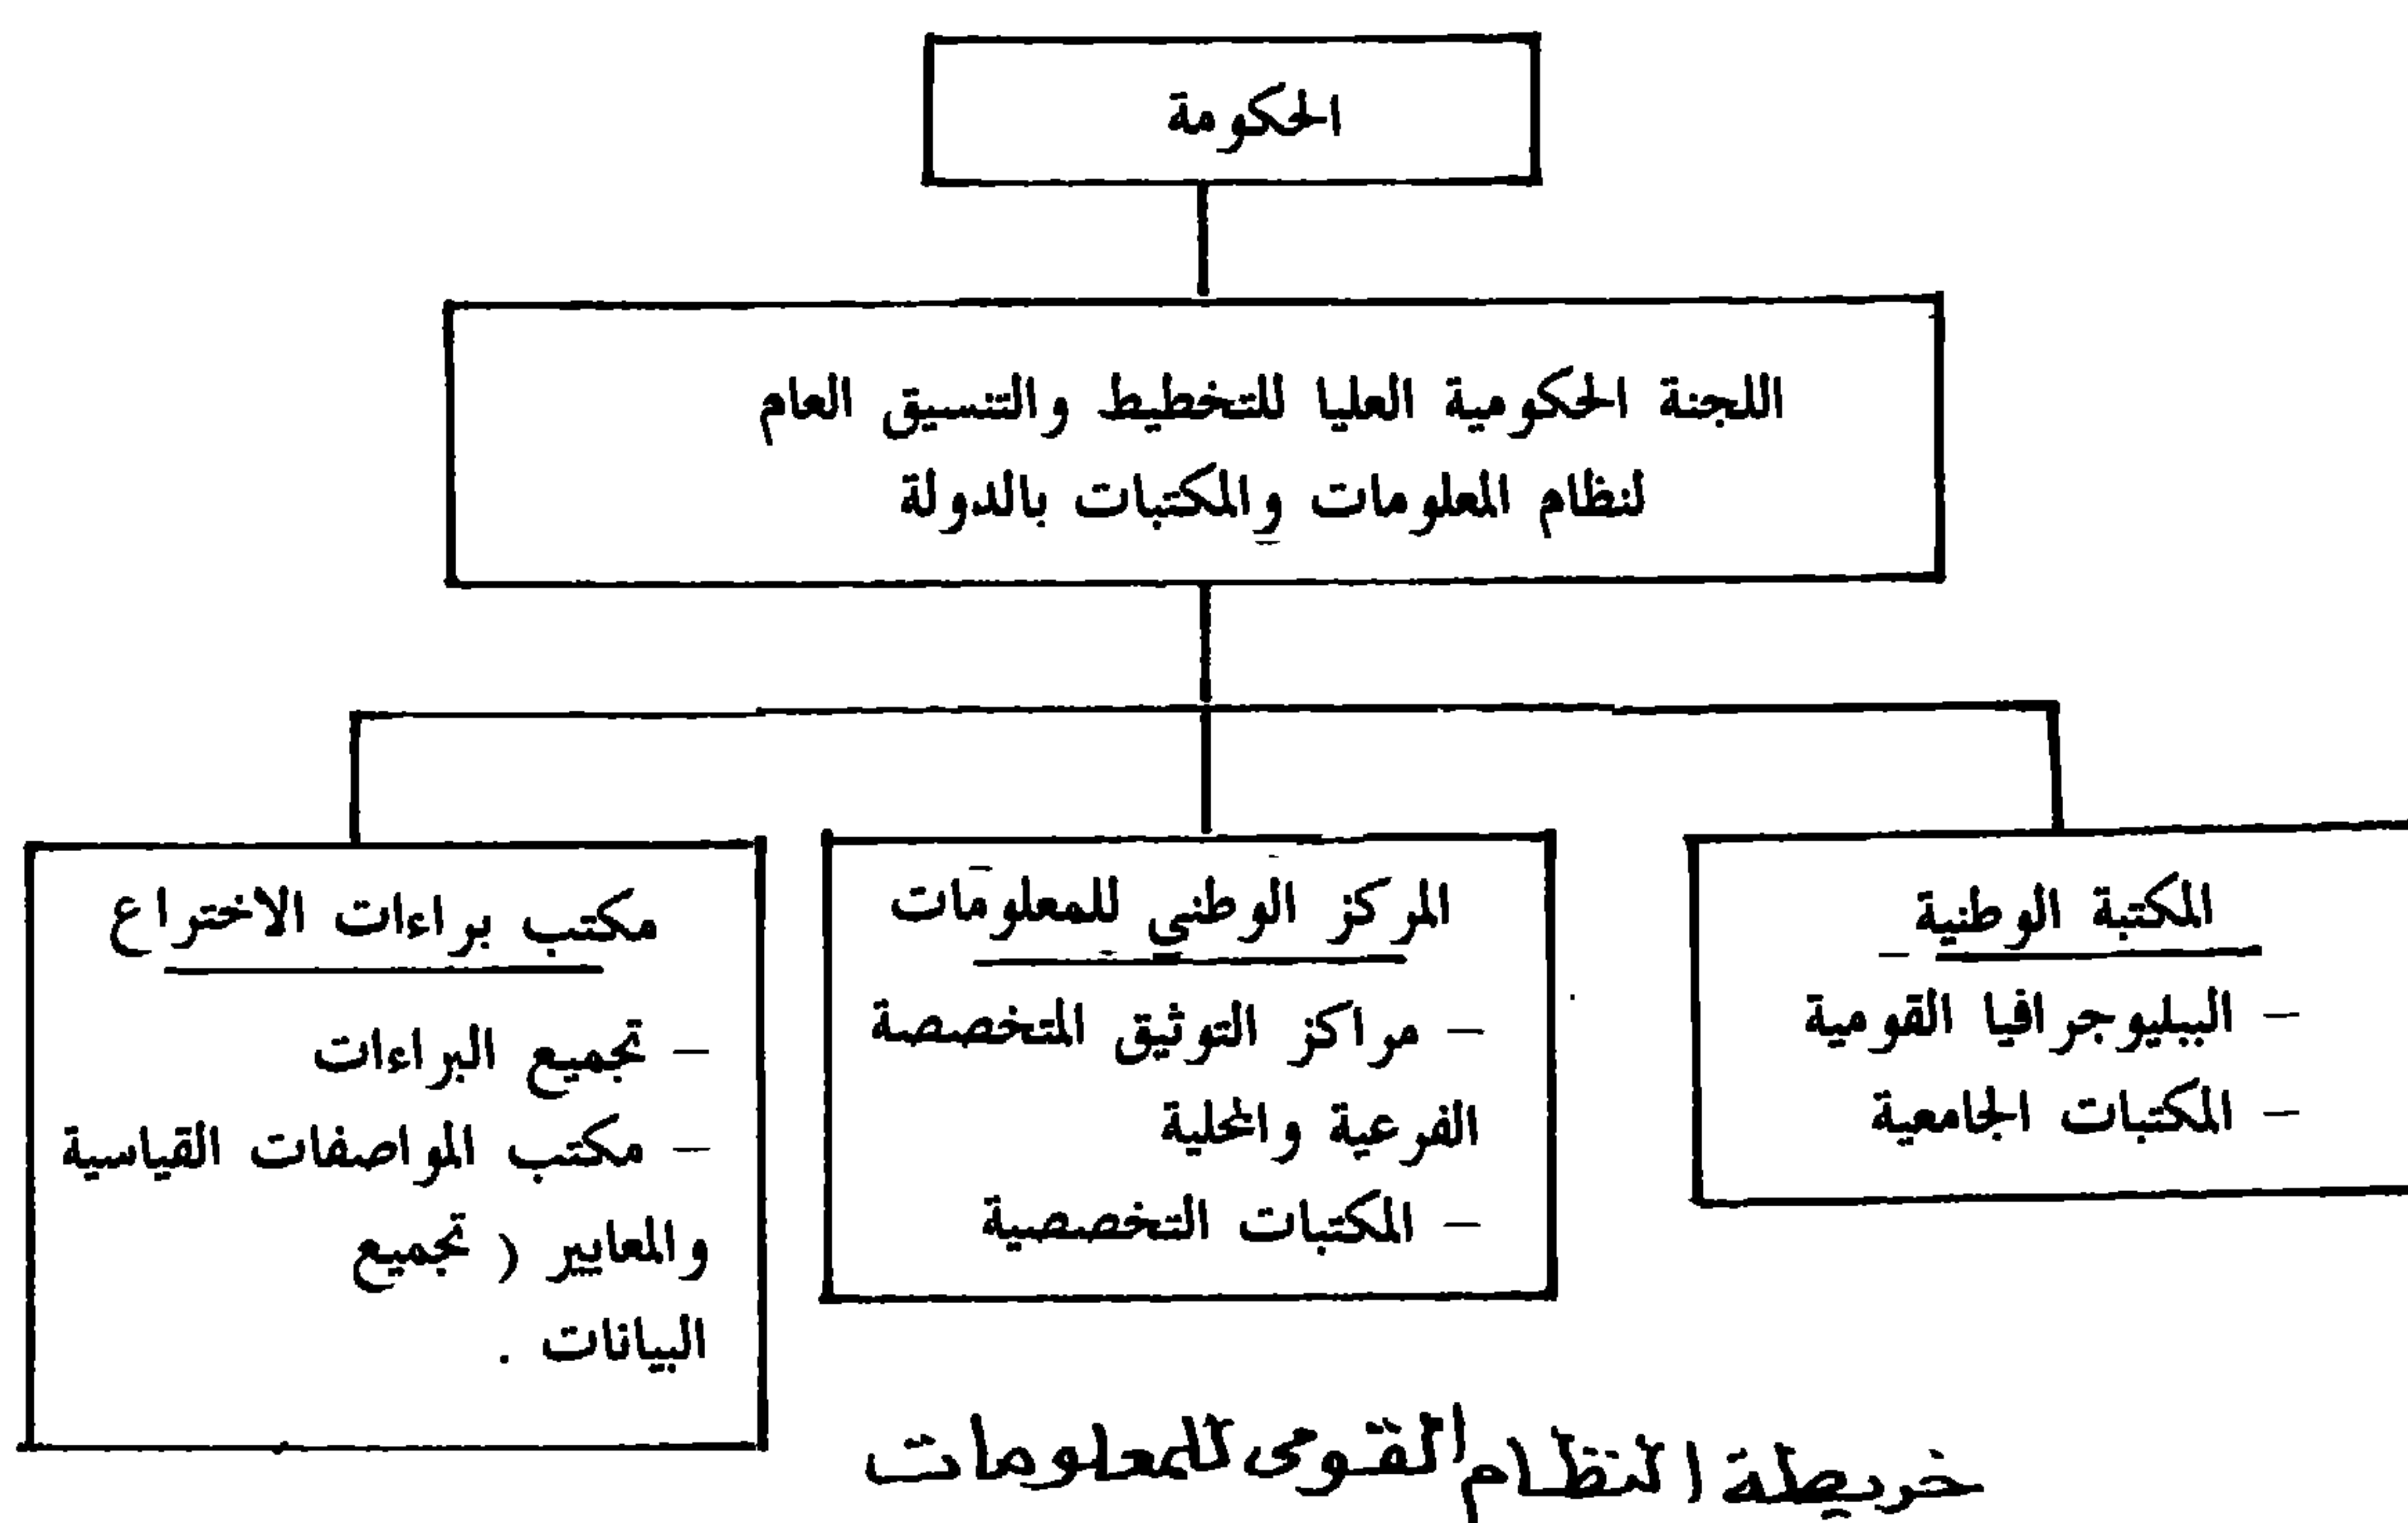 الحكومة
اللجنة الحكومية العليا للتخطيط والتنسيق العام
لنظام المعلومات والمكتبات بالدولة
المكتبة الوطنية
– الببليوجرافيا القومية
– المكتبات الجامعية
المركز الوطني للمعلومات
– مراكز التوثيق المتخصصة
الفرعية والمحلية
– المكتبات التخصصية
مكتب براءات الاختراع
– تجميع البراءات
– مكتب المواصفات القياسية
والمعايير ( تجميع
البيانات .
خريطة النظام القومى للمعلومات